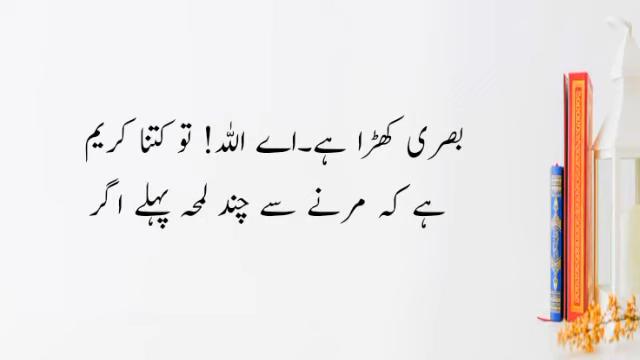 بصری کھڑا ہے۔اے اللہ! تو کتنا کریم
ہے کہ مرنے سے چند لمحہ پہلے اگر